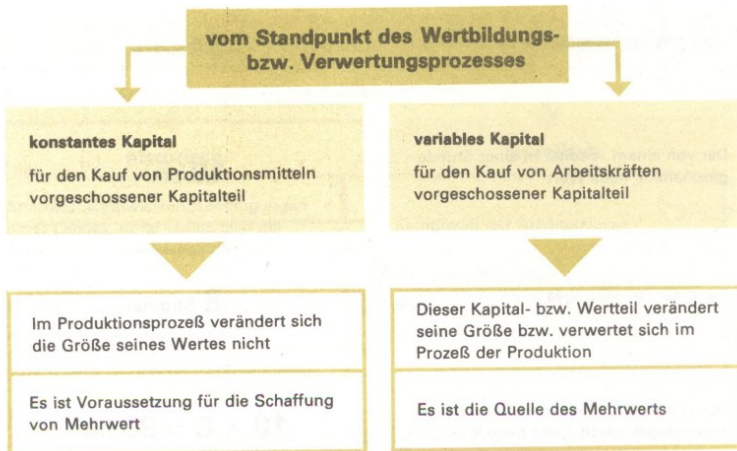 vom Standpunkt des Wertbildungs-
bzw. Verwertungsprozesses
konstantes Kapital
für den Kauf von Produktionsmitteln
vorgeschossener Kapitalteil
variables Kapital
für den Kauf von Arbeitskräften
vorgeschossener Kapitalteil
Im Produktionsprozeß verändert sich
die Größe seines Wertes nicht
Es ist Voraussetzung für die Schaffung
von Mehrwert
Dieser Kapital- bzw. Wertteil verändert
seine Größe bzw. verwertet sich im
Prozeß der Produktion
Es ist die Quelle des Mehrwerts